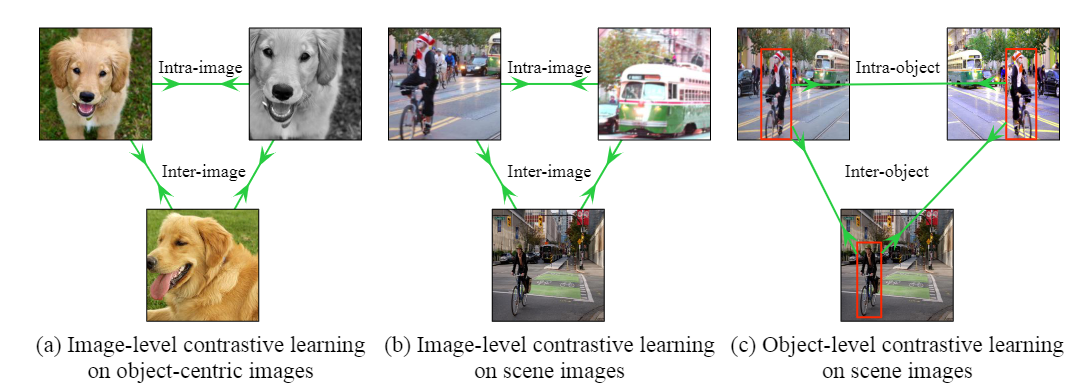 Intra-image
Inter-image
(a) Image-level contrastive learning
on object-centric images
Intra-image
Inter-image
(b) Image-level contrastive learning
on scene images
Intra-object
Inter-object
(c) Object-level contrastive learning
on scene images